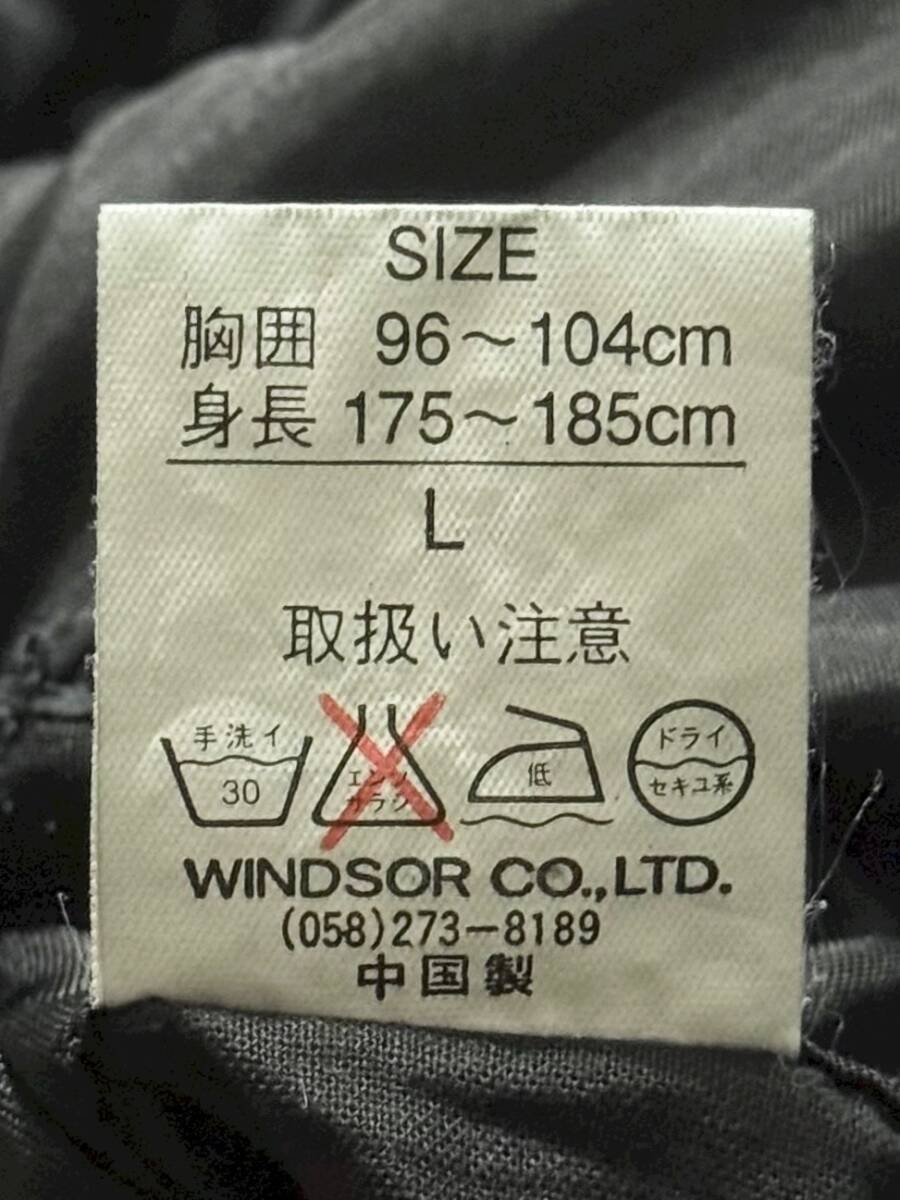 SIZE
胸囲 96～104cm
身長 175～185cm
L
取扱い注意
手洗イ
30
エンソ
サラシ
低
ドライ
セキユ系
WINDSOR CO.,LTD.
(058)273-8189
中国製